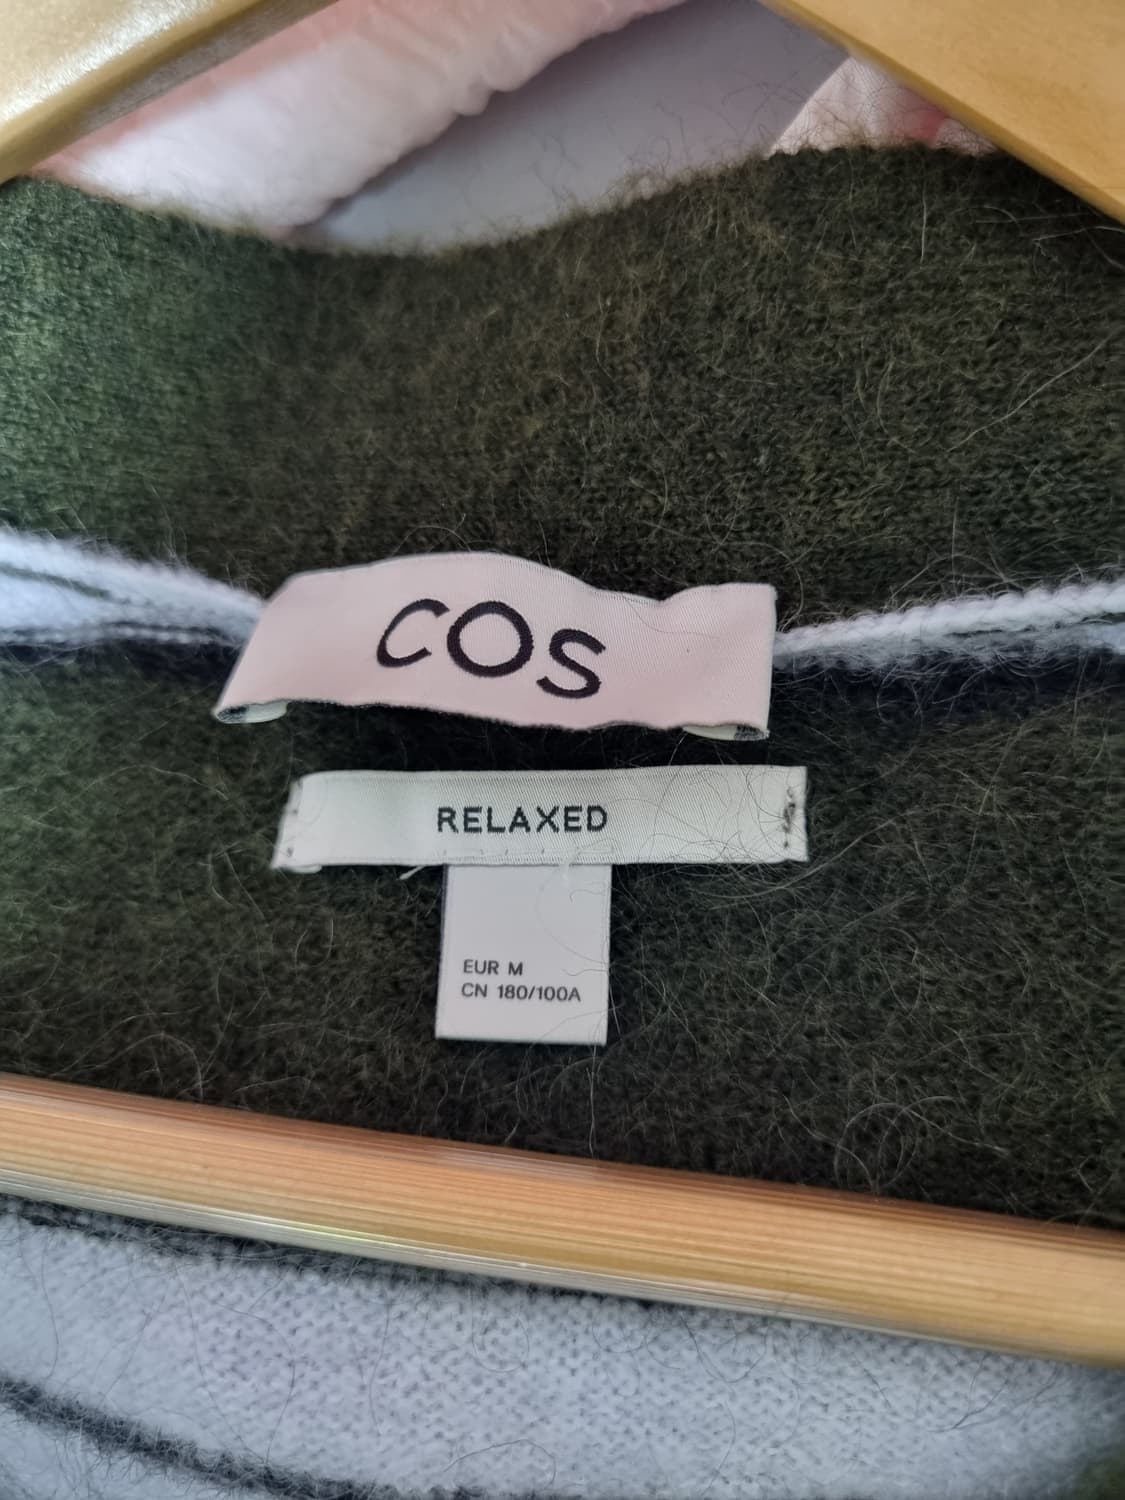 COS
RELAXED
EUR M
CN 180/100A